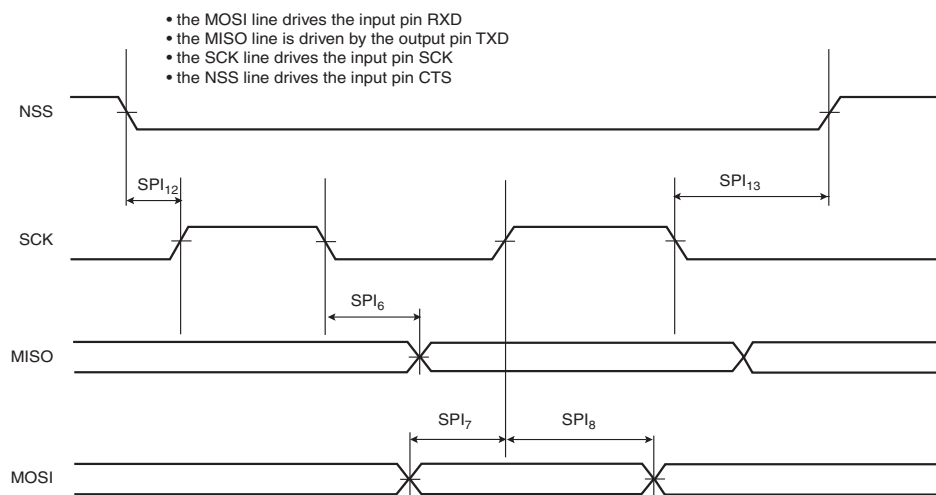 • the MOSI line drives the input pin RXD
• the MISO line is driven by the output pin TXD
• the SCK line drives the input pin SCK
• the NSS line drives the input pin CTS
NSS
SPI₁₂
SPI₁₃
SCK
SPI₆
MISO
SPI₇
SPI₈
MOSI